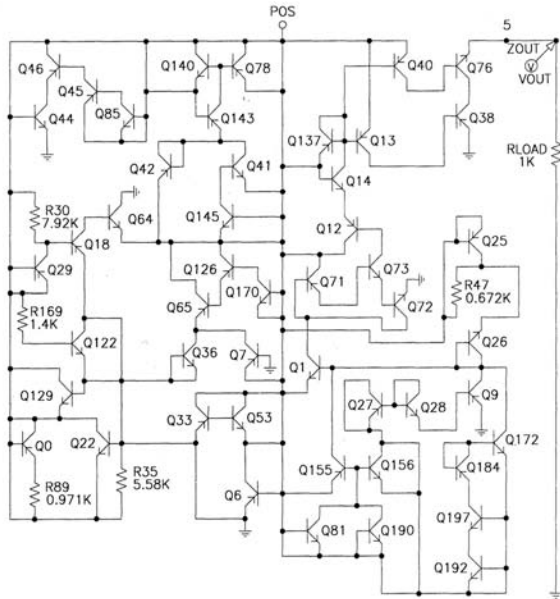 POS
5
ZOUT
VOUT
V
Q46
Q140
Q78
Q40
Q76
Q45
Q44
Q85
Q143
Q137
Q13
Q38
RLOAD
1K
Q42
Q41
Q14
R30
7.92K
Q64
Q145
Q12
Q18
Q25
Q29
Q126
Q71
Q73
R47
0.672K
R169
1.4K
Q65
Q170
Q72
Q122
Q36
Q7
Q1
Q26
Q129
Q33
Q53
Q27
Q28
Q9
Q0
Q22
Q172
R35
5.58K
Q155
Q156
Q184
R89
0.971K
Q6
Q81
Q190
Q197
Q192